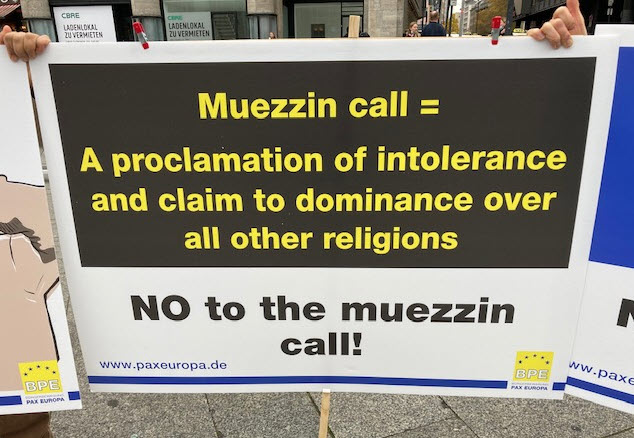 CBRE
LADENLOKAL
ZU VERMIETEN
CBRE
LADENLOKAL
ZU VERMIETEN
Muezzin call =
A proclamation of intolerance
and claim to dominance over
all other religions
NO to the muezzin
call!
www.paxeuropa.de
BPE
PAX EUROPA
BPE
PAX EUROPA